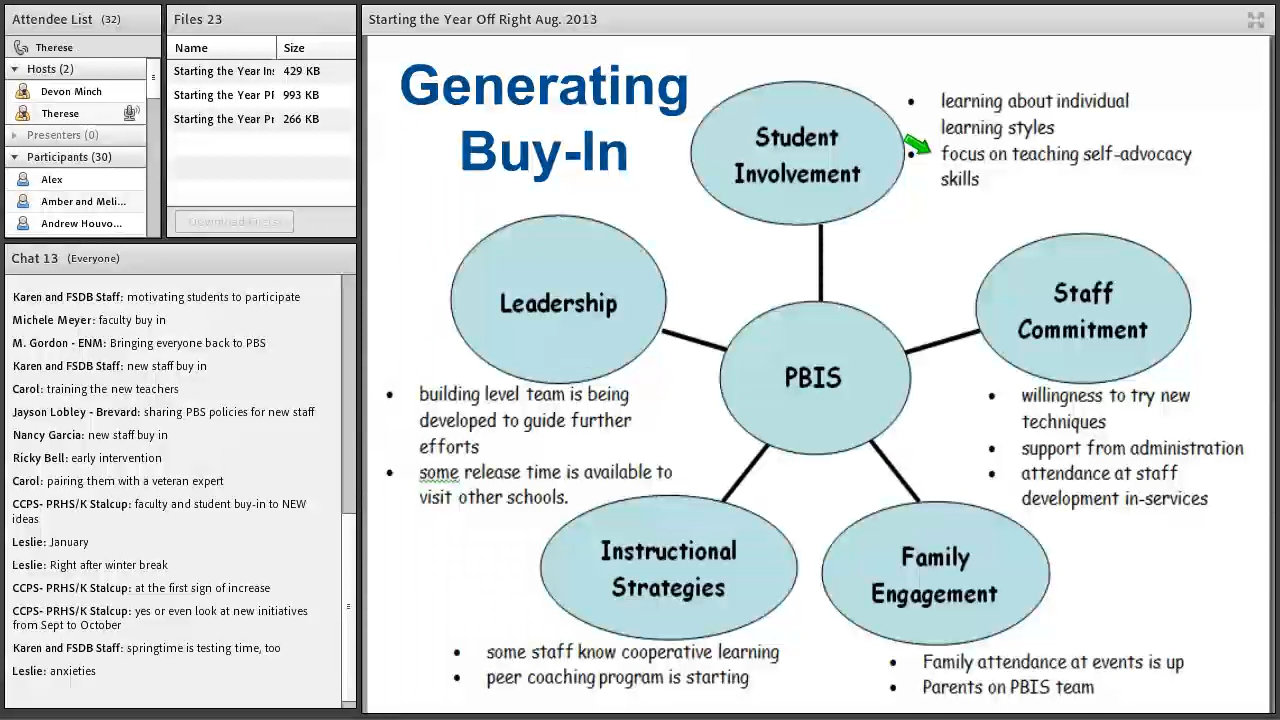 Attendee List (32)
Therese
Hosts (2)
Devon Minch
Therese
Presenters (0)
Participants (30)
Alex
Amber and Meli...
Andrew Houvo...
Files 23
Name Size
Starting the Year In: 429 KB
Starting the Year Pl 993 KB
Starting the Year Pr 266 KB
Download File(s)
Chat 13 (Everyone)
Karen and FSDB Staff: motivating students to participate
Michele Meyer: faculty buy in
M. Gordon - ENM: Bringing everyone back to PBS
Karen and FSDB Staff: new staff buy in
Carol: training the new teachers
Jayson Lobley - Brevard: sharing PBS policies for new staff
Nancy Garcia: new staff buy in
Ricky Bell: early intervention
Carol: pairing them with a veteran expert
CCPS- PRHS/K Stalcup: faculty and student buy-in to NEW
ideas
Leslie: January
Leslie: Right after winter break
CCPS- PRHS/K Stalcup: at the first sign of increase
CCPS- PRHS/K Stalcup: yes or even look at new initiatives
from Sept to October
Karen and FSDB Staff: springtime is testing time, too
Leslie: anxieties
Starting the Year Off Right Aug. 2013
Generating
Buy-In
Student
Involvement
• learning about individual
learning styles
• focus on teaching self-advocacy
skills
Leadership
• building level team is being
developed to guide further
efforts
• some release time is available to
visit other schools.
PBIS
Staff
Commitment
• willingness to try new
techniques
• support from administration
• attendance at staff
development in-services
Instructional
Strategies
• some staff know cooperative learning
• peer coaching program is starting
Family
Engagement
• Family attendance at events is up
• Parents on PBIS team